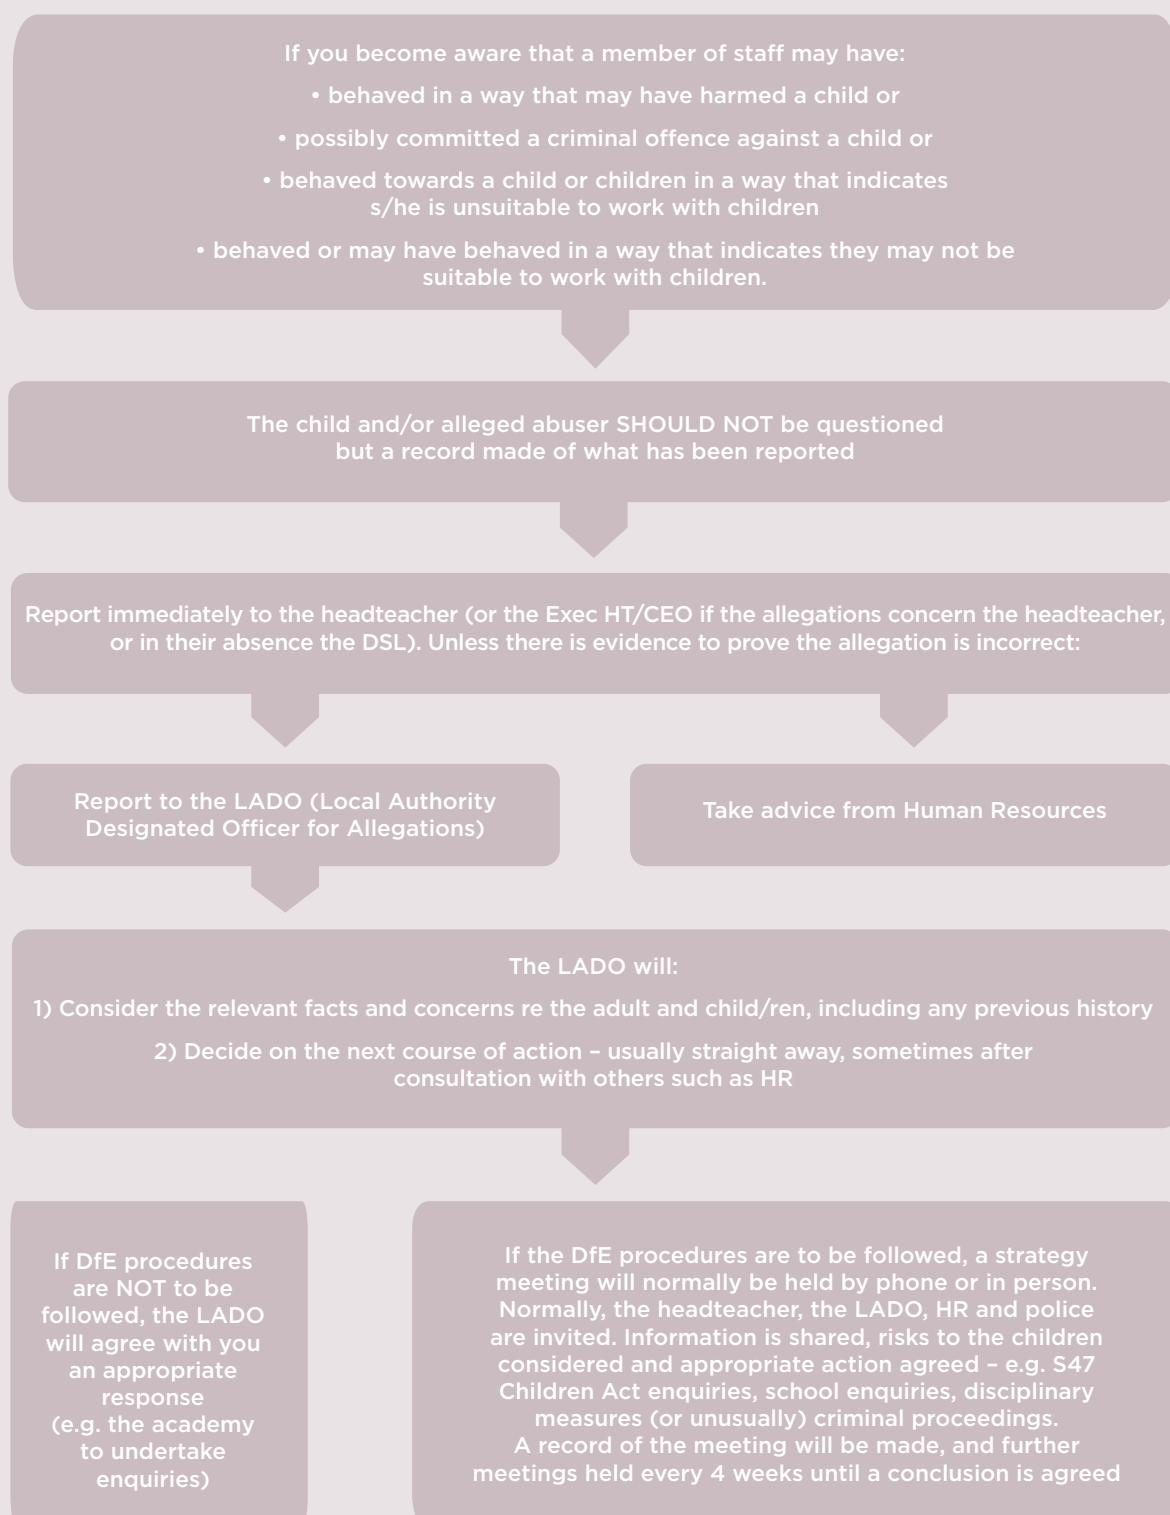 If you become aware that a member of staff may have:
• behaved in a way that may have harmed a child or
• possibly committed a criminal offence against a child or
• behaved towards a child or children in a way that indicates
s/he is unsuitable to work with children
• behaved or may have behaved in a way that indicates they may not be
suitable to work with children.
The child and/or alleged abuser SHOULD NOT be questioned
but a record made of what has been reported
Report immediately to the headteacher (or the Exec HT/CEO if the allegations concern the headteacher,
or in their absence the DSL). Unless there is evidence to prove the allegation is incorrect:
Report to the LADO (Local Authority
Designated Officer for Allegations)
Take advice from Human Resources
The LADO will:
1) Consider the relevant facts and concerns re the adult and child/ren, including any previous history
2) Decide on the next course of action – usually straight away, sometimes after
consultation with others such as HR
If DfE procedures
are NOT to be
followed, the LADO
will agree with you
an appropriate
response
(e.g. the academy
to undertake
enquiries)
If the DfE procedures are to be followed, a strategy
meeting will normally be held by phone or in person.
Normally, the headteacher, the LADO, HR and police
are invited. Information is shared, risks to the children
considered and appropriate action agreed – e.g. S47
Children Act enquiries, school enquiries, disciplinary
measures (or unusually) criminal proceedings.
A record of the meeting will be made, and further
meetings held every 4 weeks until a conclusion is agreed